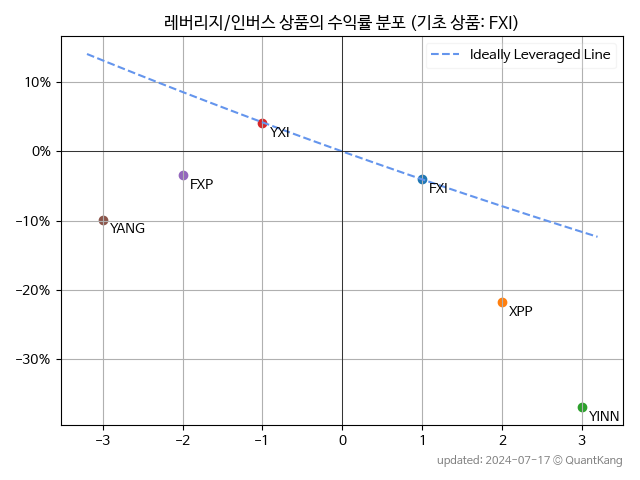 레버리지/인버스 상품의 수익률 분포 (기초 상품: FXI)
Ideally Leveraged Line
10%
0%
−10%
−20%
−30%
YXI
FXP
FXI
YANG
XPP
YINN
−3
−2
−1
0
1
2
3
updated: 2024-07-17 © QuantKang